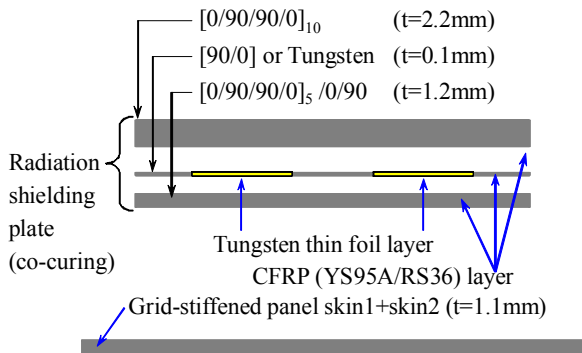 [0/90/90/0]10 (t=2.2mm)
[90/0] or Tungsten (t=0.1mm)
[0/90/90/0]5 /0/90 (t=1.2mm)
Radiation
shielding
plate
(co-curing)
Tungsten thin foil layer
CFRP (YS95A/RS36) layer
Grid-stiffened panel skin1+skin2 (t=1.1mm)